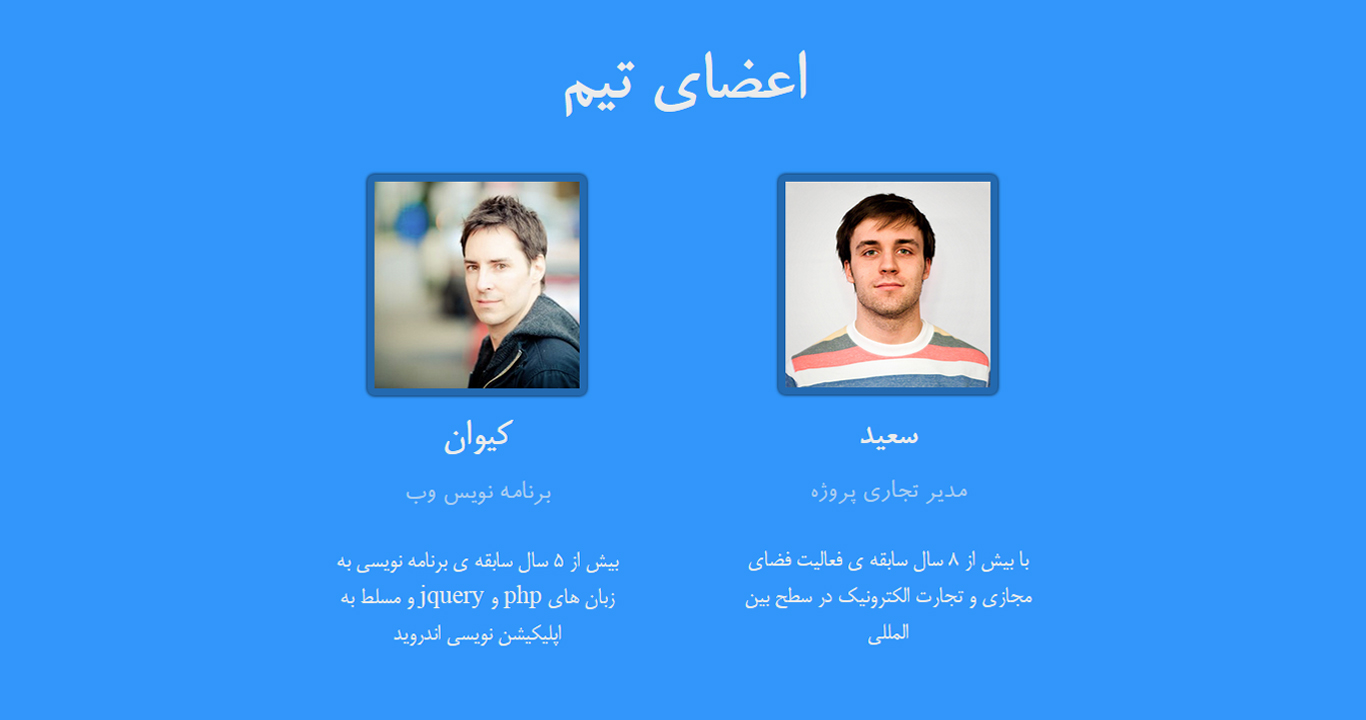 اعضای تیم
سعید
مدیر تجاری پروژه
با بیش از ۸ سال سابقه ی فعالیت فضای
مجازی و تجارت الکترونیک در سطح بین
المللی
کیوان
برنامه نویس وب
بیش از ۵ سال سابقه ی برنامه نویسی به
زبان های php و jquery و مسلط به
اپلیکیشن نویسی اندروید